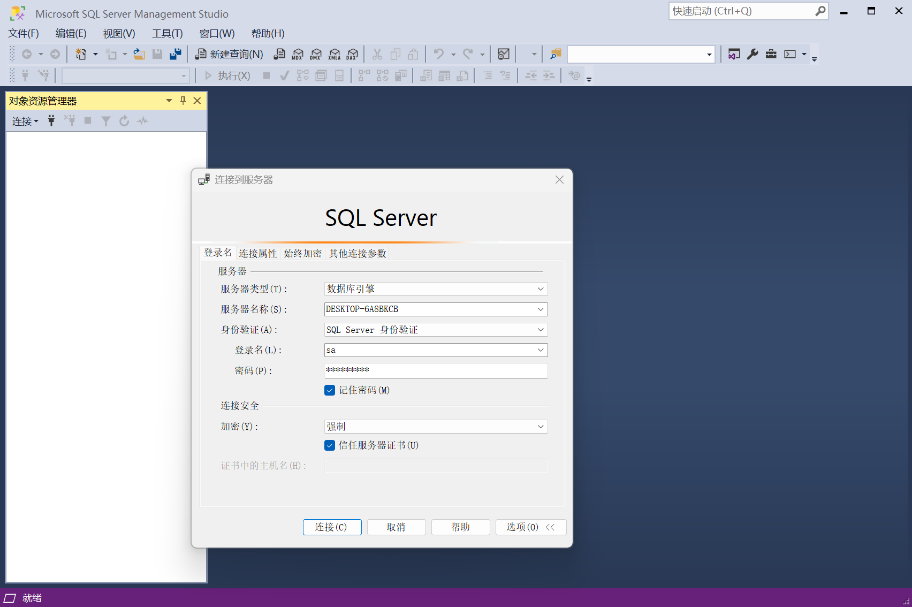 Microsoft SQL Server Management Studio
快速启动 (Ctrl+Q)
文件(F) 编辑(E) 视图(V) 工具(T) 窗口(W) 帮助(H)
新建查询(N) MDX DMX XMLA DAX
执行(X)
对象资源管理器
连接
连接到服务器
SQL Server
登录名 连接属性 始终加密 其他连接参数
服务器
服务器类型(T): 数据库引擎
服务器名称(S): DESKTOP-6ASBKCB
身份验证(A): SQL Server 身份验证
登录名(L): sa
密码(P): *********
记住密码(M)
连接安全
加密(Y): 强制
信任服务器证书(U)
证书中的主机名(H):
连接(C) 取消 帮助 选项(O) <<
就绪